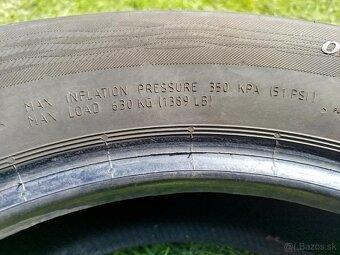 MAX INFLATION PRESSURE 350 KPA (51 PSI)
MAX LOAD 630 KG (1389 LB)
Bazos.sk